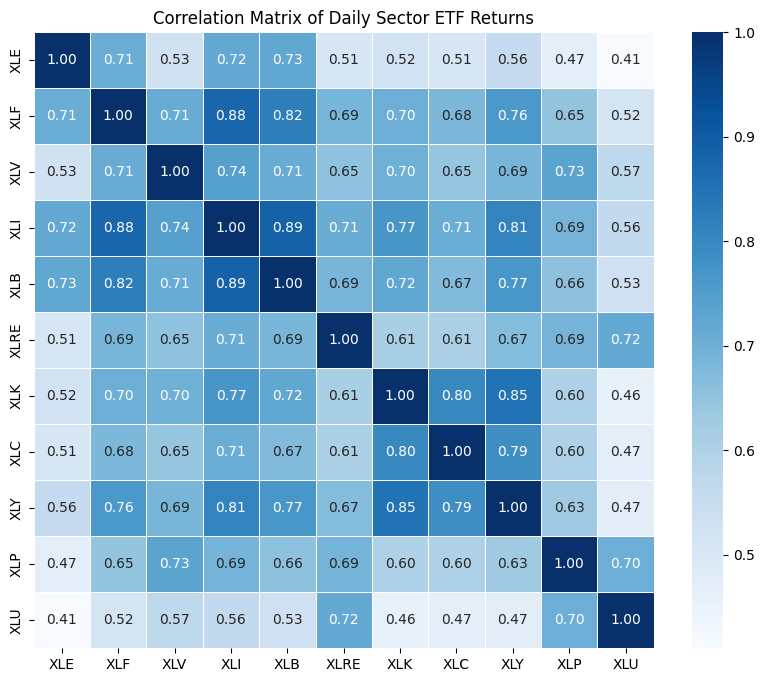 Correlation Matrix of Daily Sector ETF Returns
XLE 1.00 0.71 0.53 0.72 0.73 0.51 0.52 0.51 0.56 0.47 0.41
XLF 0.71 1.00 0.71 0.88 0.82 0.69 0.70 0.68 0.76 0.65 0.52
XLV 0.53 0.71 1.00 0.74 0.71 0.65 0.70 0.65 0.69 0.73 0.57
XLI 0.72 0.88 0.74 1.00 0.89 0.71 0.77 0.71 0.81 0.69 0.56
XLB 0.73 0.82 0.71 0.89 1.00 0.69 0.72 0.67 0.77 0.66 0.53
XLRE 0.51 0.69 0.65 0.71 0.69 1.00 0.61 0.61 0.67 0.69 0.72
XLK 0.52 0.70 0.70 0.77 0.72 0.61 1.00 0.80 0.85 0.60 0.46
XLC 0.51 0.68 0.65 0.71 0.67 0.61 0.80 1.00 0.79 0.60 0.47
XLY 0.56 0.76 0.69 0.81 0.77 0.67 0.85 0.79 1.00 0.63 0.47
XLP 0.47 0.65 0.73 0.69 0.66 0.69 0.60 0.60 0.63 1.00 0.70
XLU 0.41 0.52 0.57 0.56 0.53 0.72 0.46 0.47 0.47 0.70 1.00
XLE XLF XLV XLI XLB XLRE XLK XLC XLY XLP XLU
1.0
0.9
0.8
0.7
0.6
0.5